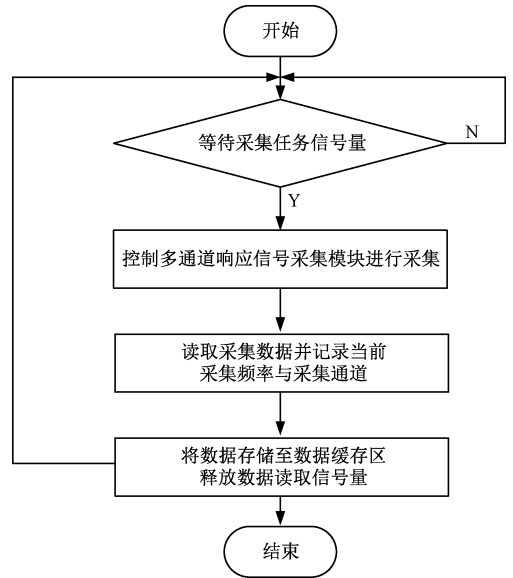 开始
等待采集任务信号量
N
Y
控制多通道响应信号采集模块进行采集
读取采集数据并记录当前
采集频率与采集通道
将数据存储至数据缓存区
释放数据读取信号量
结束